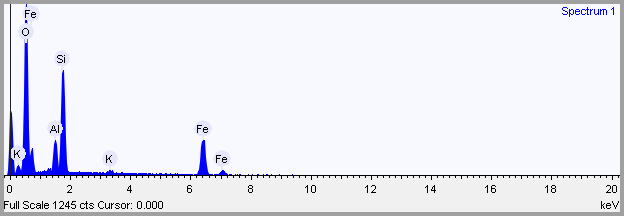 Spectrum 1
Fe
O
Si
Al
K
K
Fe
Fe
0 2 4 6 8 10 12 14 16 18 20
Full Scale 1245 cts Cursor: 0.000 keV